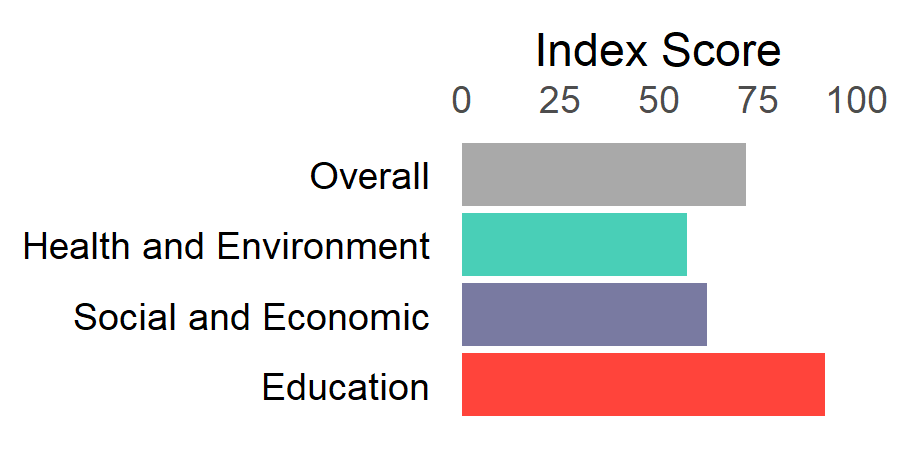 Index Score
0 25 50 75 100
Overall
Health and Environment
Social and Economic
Education